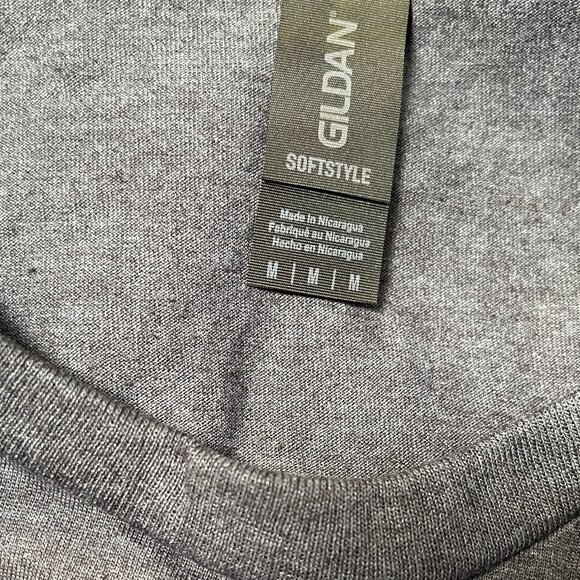 GILDAN
SOFTSTYLE
Made in Nicaragua
Fabriqué au Nicaragua
Hecho en Nicaragua
M | M | M